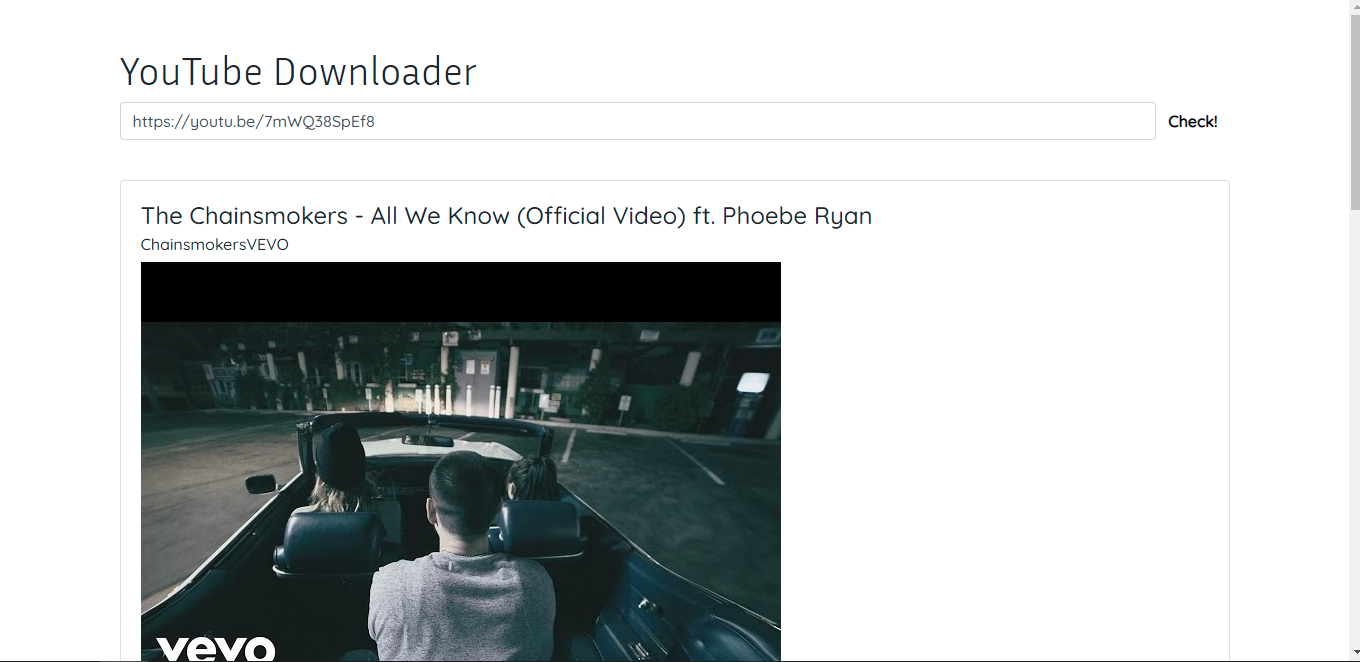 YouTube Downloader
https://youtu.be/7mWQ38SpEf8
Check!
The Chainsmokers - All We Know (Official Video) ft. Phoebe Ryan
ChainsmokersVEVO
vevo